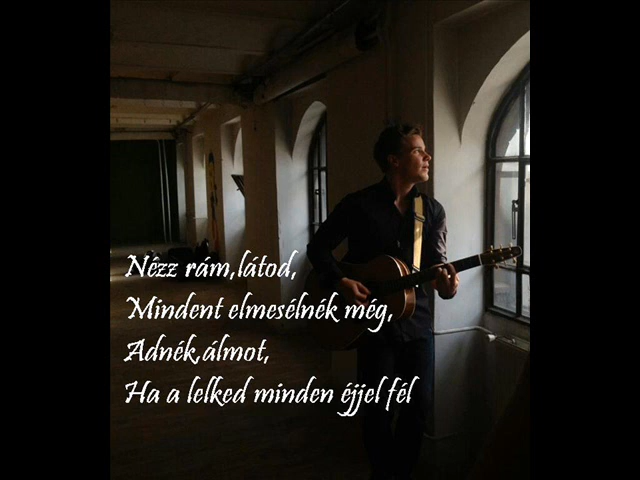 Nézz rám,látod,
Mindent elmesélnék még,
Adnék,álmot,
Ha a lelked minden éjjel fél